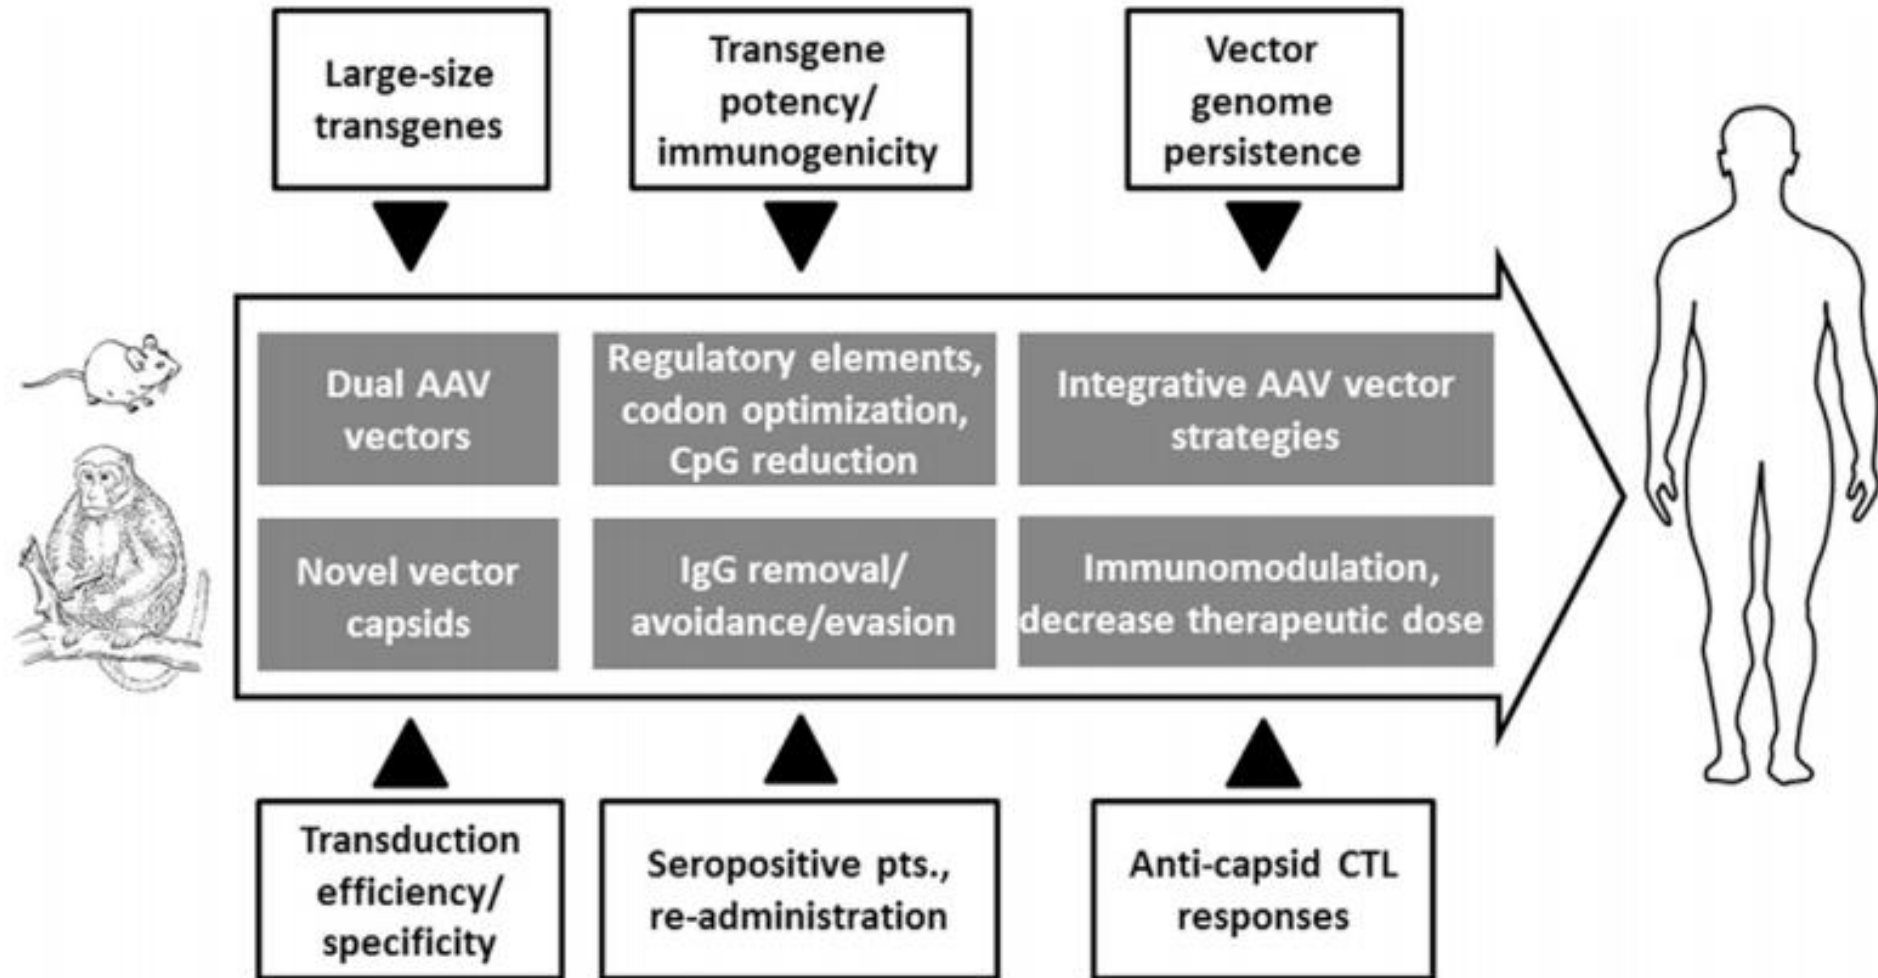 Large-size
transgenes
Transgene
potency/
immunogenicity
Vector
genome
persistence
Dual AAV
vectors
Regulatory elements,
codon optimization,
CpG reduction
Integrative AAV vector
strategies
Novel vector
capsids
IgG removal/
avoidance/evasion
Immunomodulation,
decrease therapeutic dose
Transduction
efficiency/
specificity
Seropositive pts.,
re-administration
Anti-capsid CTL
responses